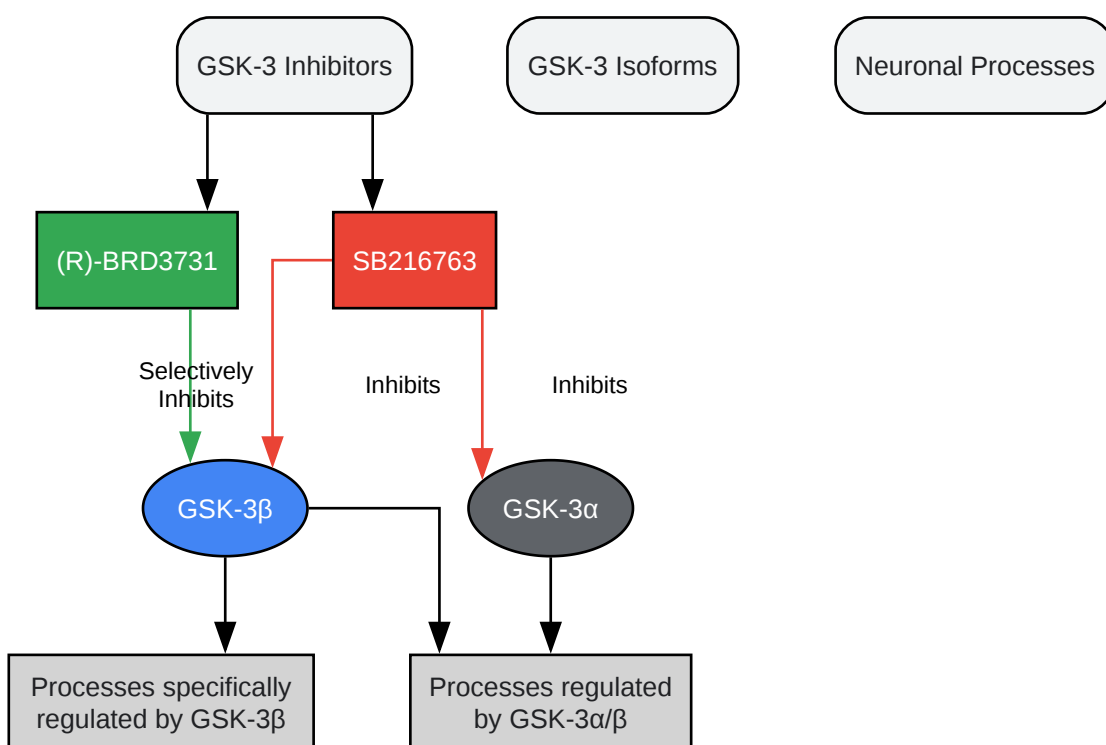 GSK-3 Inhibitors
GSK-3 Isoforms
Neuronal Processes
(R)-BRD3731
SB216763
Selectively
Inhibits
Inhibits
Inhibits
GSK-3β
GSK-3α
Processes specifically
regulated by GSK-3β
Processes regulated
by GSK-3α/β